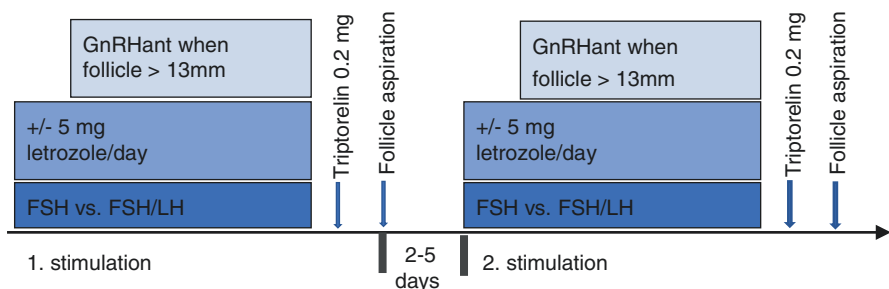 GnRHant when
follicle > 13mm
+/- 5 mg
letrozole/day
FSH vs. FSH/LH
Triptorelin 0.2 mg
Follicle aspiration
GnRHant when
follicle > 13mm
+/- 5 mg
letrozole/day
FSH vs. FSH/LH
Triptorelin 0.2 mg
Follicle aspiration
1. stimulation
2-5
days
2. stimulation